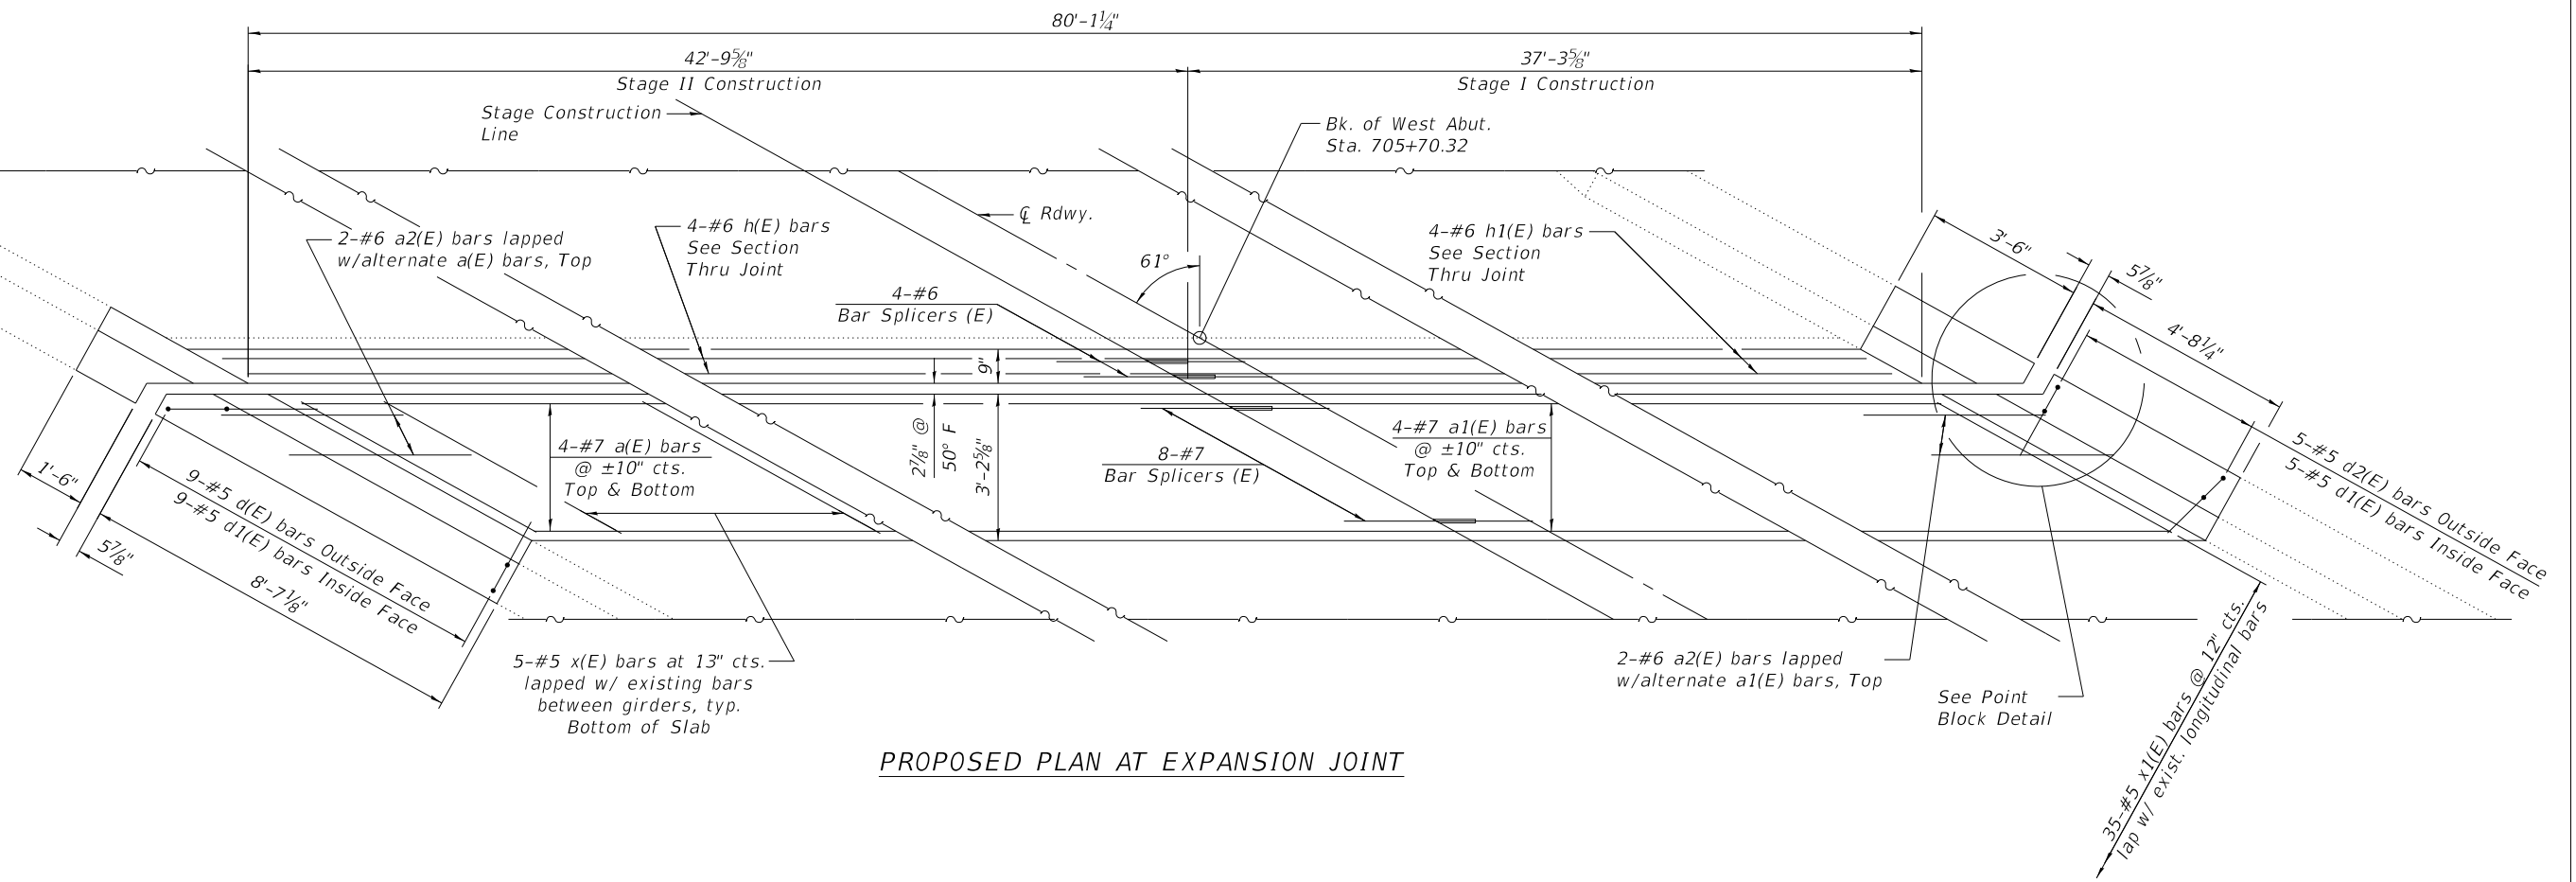 80'-1¼"
42'-9⅝"
Stage II Construction
37'-3⅝"
Stage I Construction
Stage Construction
Line
Bk. of West Abut.
Sta. 705+70.32
℄ Rdwy.
2-#6 a2(E) bars lapped
w/alternate a(E) bars, Top
4-#6 h(E) bars
See Section
Thru Joint
4-#6
Bar Splicers (E)
61°
4-#6 h1(E) bars
See Section
Thru Joint
3'-6"
5⅞"
4'-8¼"
9"
2⅞" @
50° F
3'-2⅝"
4-#7 a(E) bars
@ ±10" cts.
Top & Bottom
8-#7
Bar Splicers (E)
4-#7 a1(E) bars
@ ±10" cts.
Top & Bottom
1'-6"
5⅞"
9-#5 d(E) bars Outside Face
9-#5 d1(E) bars Inside Face
8'-7⅛"
5-#5 d2(E) bars Outside Face
5-#5 d1(E) bars Inside Face
5-#5 x(E) bars at 13" cts.
lapped w/ existing bars
between girders, typ.
Bottom of Slab
2-#6 a2(E) bars lapped
w/alternate a1(E) bars, Top
See Point
Block Detail
35-#5 x1(E) bars @ 12" cts.
lap w/ exist. longitudinal bars
PROPOSED PLAN AT EXPANSION JOINT